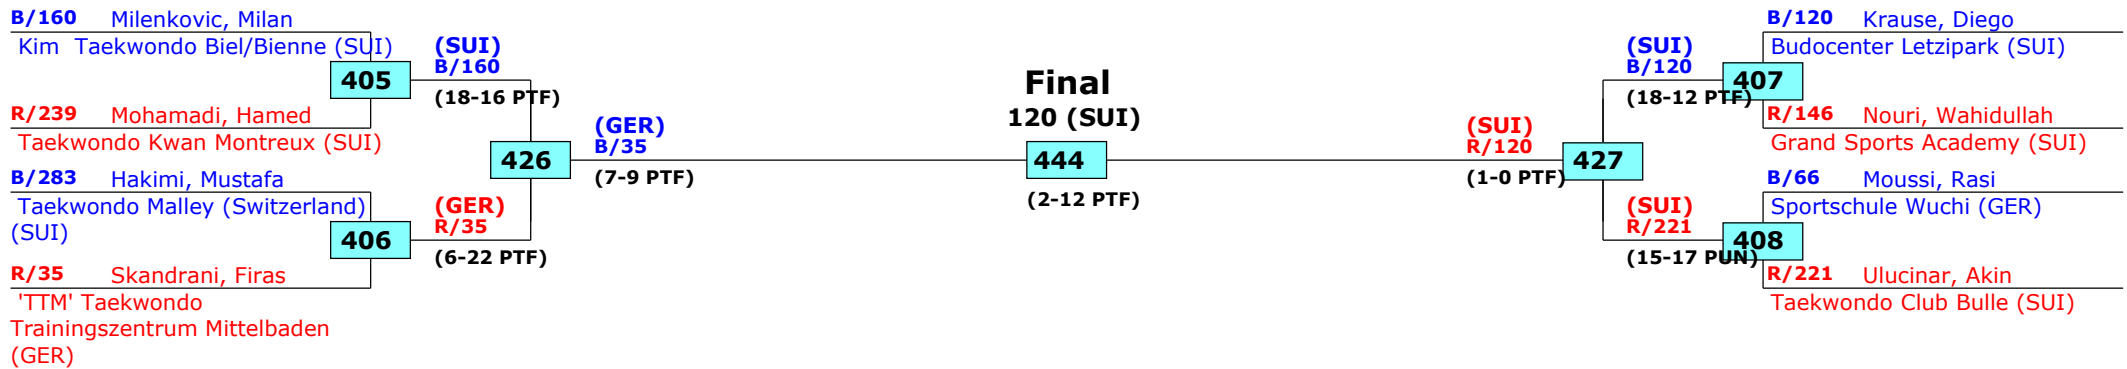 B/160 Milenkovic, Milan
Kim  Taekwondo Biel/Bienne (SUI)
405
R/239 Mohamadi, Hamed
Taekwondo Kwan Montreux (SUI)
B/283 Hakimi, Mustafa
Taekwondo Malley (Switzerland)
(SUI)
406
R/35 Skandrani, Firas
'TTM' Taekwondo
Trainingszentrum Mittelbaden
(GER)
(SUI)
B/160
(18-16 PTF)
426
(GER)
R/35
(6-22 PTF)
(GER)
B/35
(7-9 PTF)
Final
120 (SUI)
444
(2-12 PTF)
(SUI)
R/120
(1-0 PTF)
427
(SUI)
B/120
(18-12 PTF)
(SUI)
R/221
(15-17 PUN)
B/120 Krause, Diego
Budocenter Letzipark (SUI)
407
R/146 Nouri, Wahidullah
Grand Sports Academy (SUI)
B/66 Moussi, Rasi
Sportschule Wuchi (GER)
408
R/221 Ulucinar, Akin
Taekwondo Club Bulle (SUI)